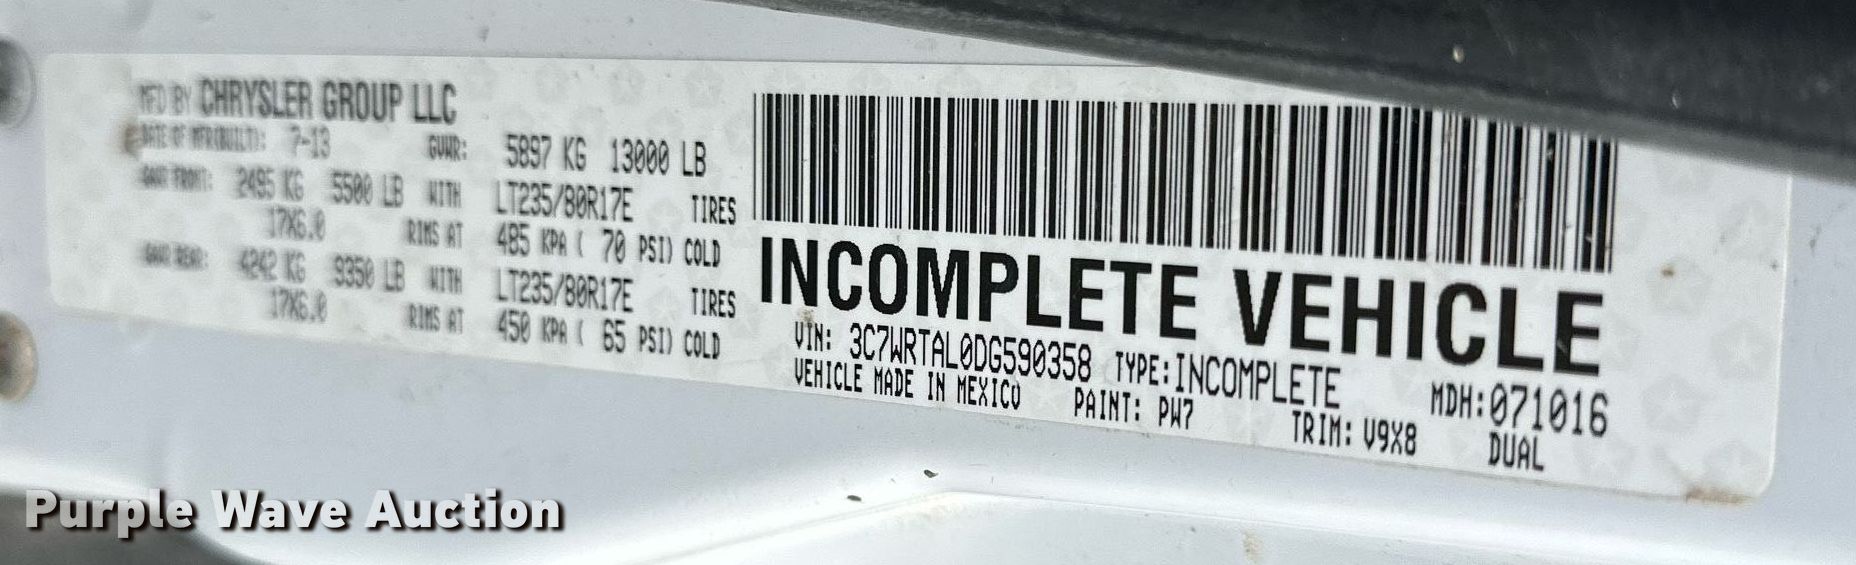 MFD BY CHRYSLER GROUP LLC
DATE OF MFR(BUILT): 7-13 GVWR: 5897 KG 13000 LB
GAWR FRONT: 2495 KG 5500 LB WITH LT235/80R17E TIRES
17X6.0 RIMS AT 485 KPA ( 70 PSI) COLD
GAWR REAR: 4242 KG 9350 LB WITH LT235/80R17E TIRES
17X6.0 RIMS AT 450 KPA ( 65 PSI) COLD
INCOMPLETE VEHICLE
VIN: 3C7WRTAL0DG590358 TYPE:INCOMPLETE MDH:071016
VEHICLE MADE IN MEXICO PAINT: PW7 TRIM: V9X8 DUAL
Purple Wave Auction